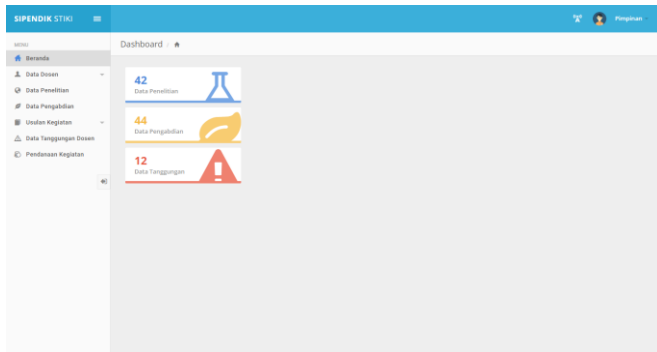 SIPENDIK STIKI
Pimpinan
MENU
Dashboard /
Beranda
Data Dosen
Data Penelitian
Data Pengabdian
Usulan Kegiatan
Data Tanggungan Dosen
Pendanaan Kegiatan
42
Data Penelitian
44
Data Pengabdian
12
Data Tanggungan